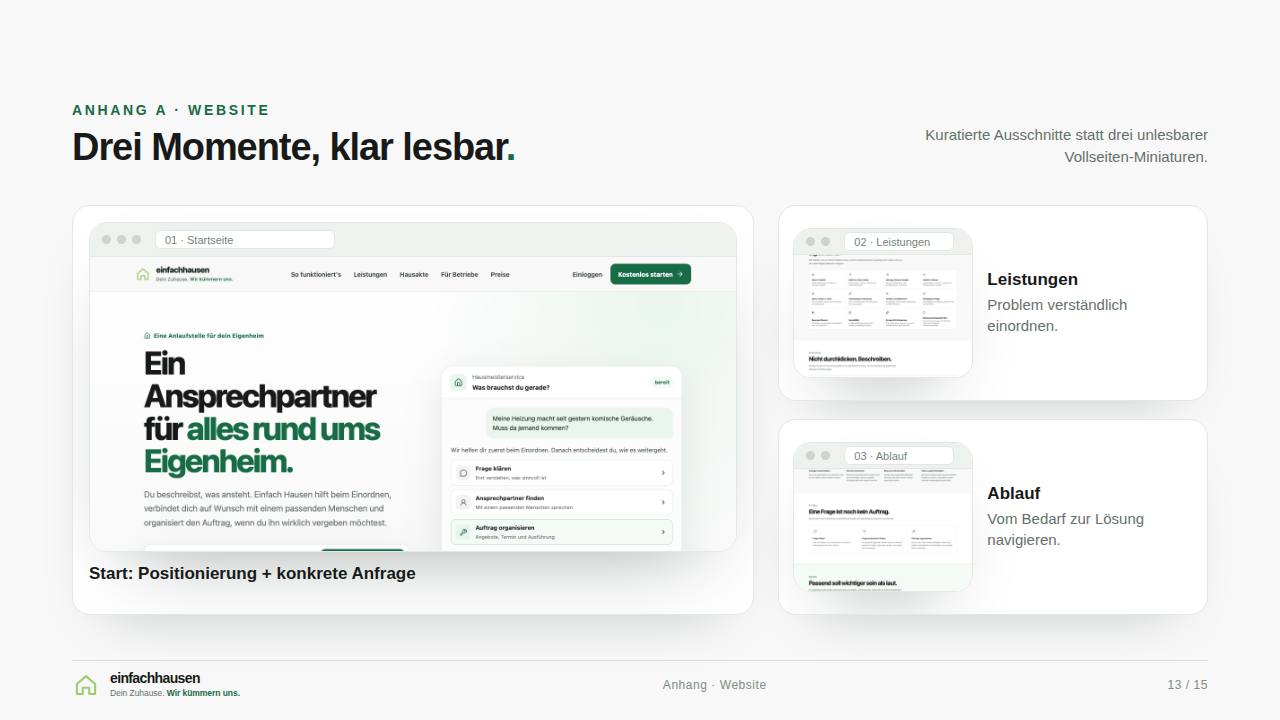 ANHANG A · WEBSITE
Drei Momente, klar lesbar.
Kuratierte Ausschnitte statt drei unlesbarer
Vollseiten-Miniaturen.
01 · Startseite
einfachhausen
Dein Zuhause. Wir kümmern uns.
So funktioniert's
Leistungen
Hausakte
Für Betriebe
Preise
Einloggen
Kostenlos starten →
Eine Anlaufstelle für dein Eigenheim
Ein
Ansprechpartner
für alles rund ums
Eigenheim.
Du beschreibst, was ansteht. Einfach Hausen hilft beim Einordnen,
verbindet dich auf Wunsch mit einem passenden Menschen und
organisiert den Auftrag, wenn du ihn wirklich vergeben möchtest.
Hausmeisterservice
Was brauchst du gerade?
bereit
Meine Heizung macht seit gestern komische Geräusche.
Muss da jemand kommen?
Wir helfen dir zuerst beim Einordnen. Danach entscheidest du, wie es weitergeht.
Frage klären
Erst verstehen, was sinnvoll ist
Ansprechpartner finden
Mit einem passenden Menschen sprechen
Auftrag organisieren
Angebote, Termin und Ausführung
Start: Positionierung + konkrete Anfrage
02 · Leistungen
Nicht durchklicken. Beschreiben.
Leistungen
Problem verständlich
einordnen.
03 · Ablauf
Eine Frage ist noch kein Auftrag.
Passend soll wichtiger sein als laut.
Ablauf
Vom Bedarf zur Lösung
navigieren.
einfachhausen
Dein Zuhause. Wir kümmern uns.
Anhang · Website
13 / 15